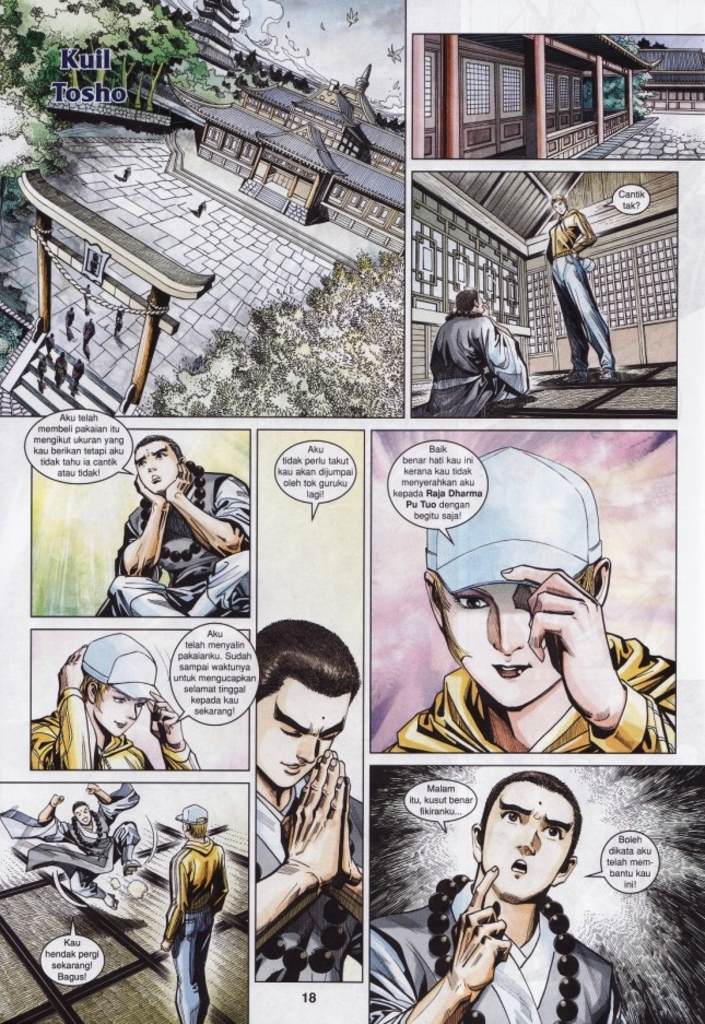 Kuil
Tosho
Cantik
tak?
Aku telah
membeli pakaian itu
mengikut ukuran yang
kau berikan tetapi aku
tidak tahu ia cantik
atau tidak!
Aku
tidak perlu takut
kau akan dijumpai
oleh tok guruku
lagi!
Baik
benar hati kau ini
kerana kau tidak
menyerahkan aku
kepada Raja Dharma
Pu Tuo dengan
begitu saja!
Aku
telah menyalin
pakaianku. Sudah
sampai waktunya
untuk mengucapkan
selamat tinggal
kepada kau
sekarang!
Kau
hendak pergi
sekarang!
Bagus!
Malam
itu, kusut benar
fikiranku...
Boleh
dikata aku
telah mem-
bantu kau
ini!
18